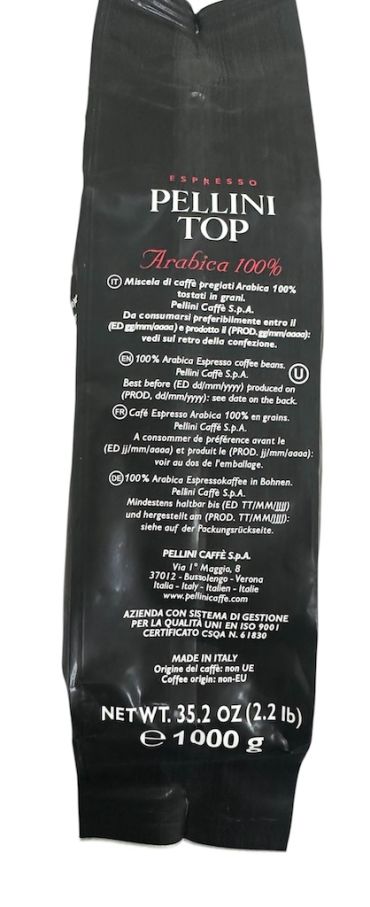 ESPRESSO
PELLINI
TOP
Arabica 100%
IT Miscela di caffè pregiati Arabica 100%
tostati in grani.
Pellini Caffè S.p.A.
Da consumarsi preferibilmente entro il
(ED gg/mm/aaaa) e prodotto il (PROD. gg/mm/aaaa):
vedi sul retro della confezione.
EN 100% Arabica Espresso coffee beans.
Pellini Caffè S.p.A.
U
Best before (ED dd/mm/yyyy) produced on
(PROD, dd/mm/yyyy): see date on the back.
FR Café Espresso Arabica 100% en grains.
Pellini Caffè S.p.A.
A consommer de préférence avant le
(ED jj/mm/aaaa) et produit le (PROD. jj/mm/aaaa):
voir au dos de l'emballage.
DE 100% Arabica Espressokaffee in Bohnen.
Pellini Caffè S.p.A.
Mindestens haltbar bis (ED TT/MM/JJJJ)
und hergestellt am (PROD. TT/MM/JJJJ):
siehe auf der Packungsrückseite.
PELLINI CAFFÈ S.p.A.
Via I° Maggio, 8
37012 - Bussolengo - Verona
Italia - Italy - Italien - Italie
www.pellinicaffe.com
AZIENDA CON SISTEMA DI GESTIONE
PER LA QUALITÀ UNI EN ISO 9001
CERTIFICATO CSQA N. 61830
MADE IN ITALY
Origine del caffè: non UE
Coffee origin: non-EU
NET WT. 35.2 OZ (2.2 lb)
e 1000 g